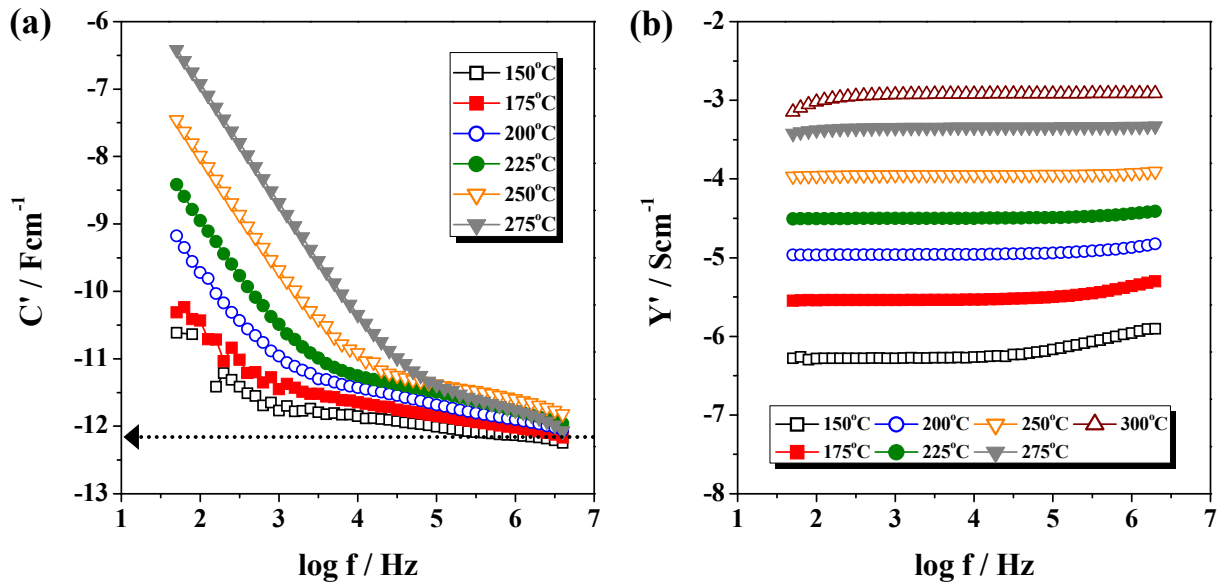 (a)
C' / Fcm⁻¹
-6
-7
-8
-9
-10
-11
-12
-13
1 2 3 4 5 6 7
log f / Hz
150°C
175°C
200°C
225°C
250°C
275°C
(b)
Y' / Scm⁻¹
-2
-3
-4
-5
-6
-7
-8
1 2 3 4 5 6 7
log f / Hz
150°C 200°C 250°C 300°C
175°C 225°C 275°C